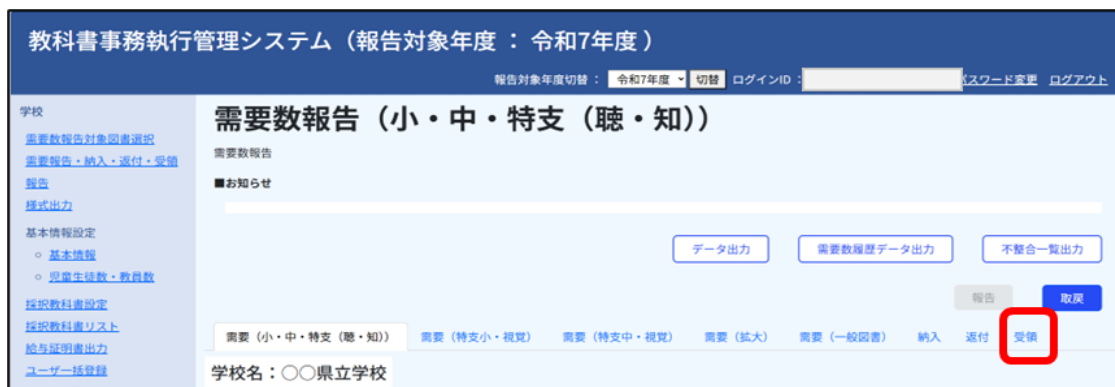 教科書事務執行管理システム（報告対象年度 ： 令和7年度 ）
報告対象年度切替 ： 令和7年度 切替 ログインID ： パスワード変更 ログアウト
学校
需要数報告対象図書選択
需要報告・納入・返付・受領
報告
様式出力
基本情報設定
基本情報
児童生徒数・教員数
採択教科書設定
採択教科書リスト
給与証明書出力
ユーザー括登録
需要数報告（小・中・特支（聴・知））
需要数報告
■お知らせ
データ出力 需要数履歴データ出力 不整合一覧出力
報告 取戻
需要（小・中・特支（聴・知）） 需要（特支小・視覚） 需要（特支中・視覚） 需要（拡大） 需要（一般図書） 納入 返付 受領
学校名：○○県立学校